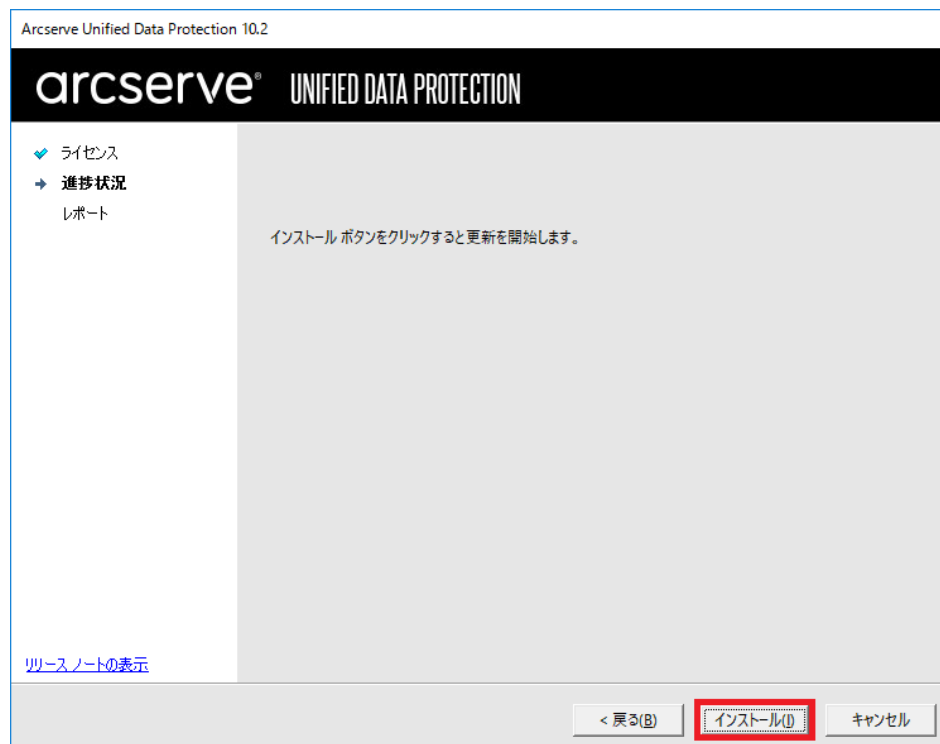 Arcserve Unified Data Protection 10.2
arcserve® UNIFIED DATA PROTECTION
ライセンス
進捗状況
レポート
インストール ボタンをクリックすると更新を開始します。
リリース ノートの表示
< 戻る(B)
インストール(I)
キャンセル